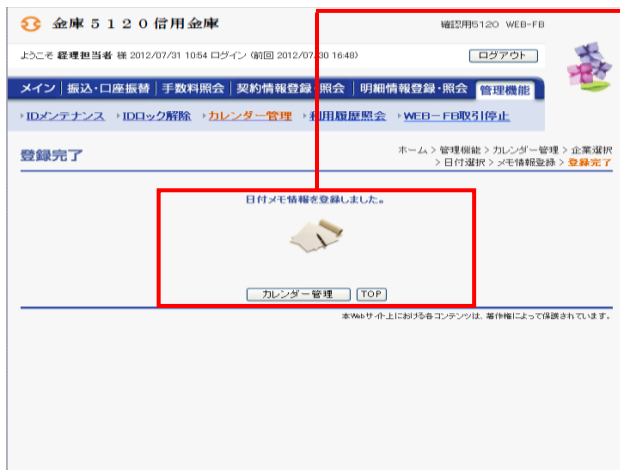 金庫5120信用金庫
確認用5120 WEB-FB
ようこそ 経理担当者 様 2012/07/31 1054 ログイン (前回 2012/07/30 16:48)
ログアウト
メイン 振込・口座振替 手数料照会 契約情報登録・照会 明細情報登録・照会 管理機能
IDメンテナンス IDロック解除 カレンダー管理 利用履歴照会 WEB－FB取引停止
登録完了
ホーム > 管理機能 > カレンダー管理 > 企業選択
> 日付選択 > メモ情報登録 > 登録完了
日付メモ情報を登録しました。
カレンダー管理 TOP
本Webサイト上における各コンテンツは、著作権によって保護されています。